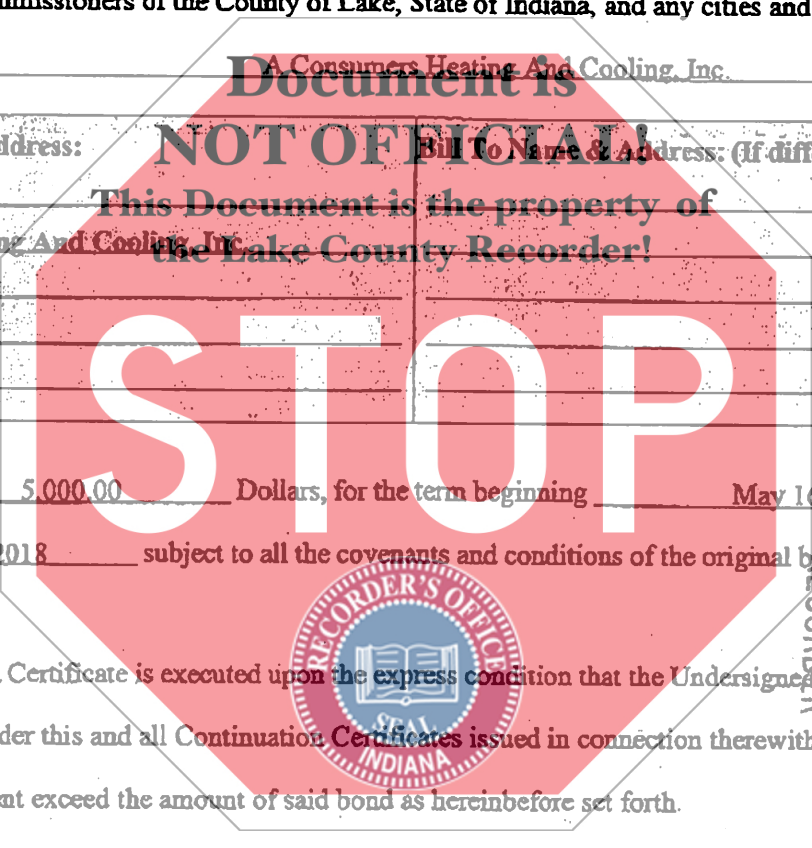 mmissioners of the County of Lake, State of Indiana, and any cities and
A Consumers Heating And Cooling, Inc.
Document is
NOT OFFICIAL!
ddress: Bill To Name & Address: (If diff
This Document is the property of
ng And Cooling, Inc.
the Lake County Recorder!
STOP
5,000.00 Dollars, for the term beginning May 16
2018 subject to all the covenants and conditions of the original b
RECORDER'S OFFICE
SEAL
INDIANA
Certificate is executed upon the express condition that the Undersigned
der this and all Continuation Certificates issued in connection therewith
nt exceed the amount of said bond as hereinbefore set forth.